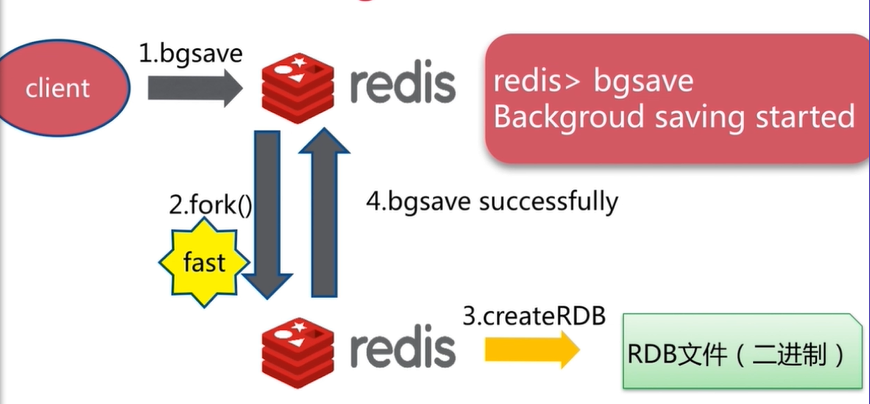 1.bgsave
client
redis
redis> bgsave
Backgroud saving started
2.fork()
fast
4.bgsave successfully
3.createRDB
redis
RDB文件（二进制）